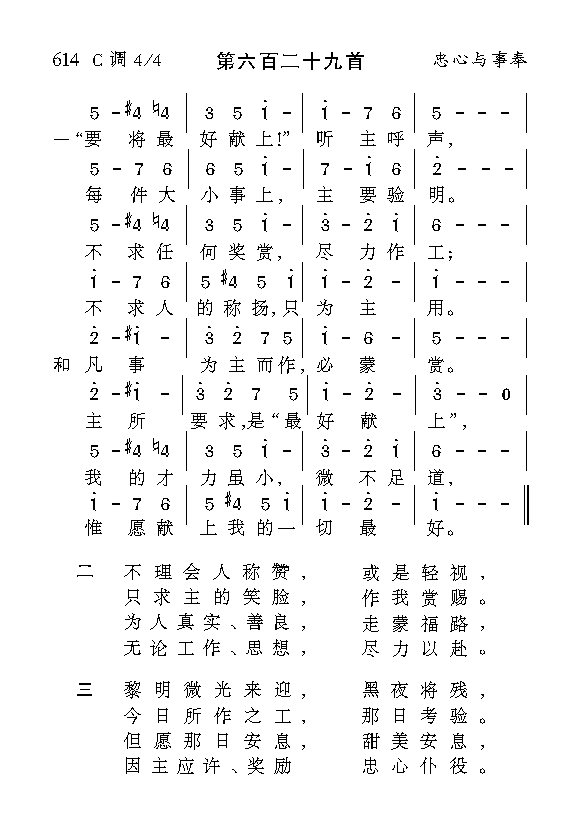 614 C 调 4/4 第六百二十九首 忠心与事奉
5 - #4 ♮4 | 3 5 i̇ - | i̇ - 7 6 | 5 - - -
一“要 将 最 好 献 上!” 听 主 呼 声,
5 - 7 6 | 6 5 i̇ - | 7 - i̇ 6 | 2̇ - - -
每 件 大 小 事 上, 主 要 验 明。
5 - #4 ♮4 | 3 5 i̇ - | 3̇ - 2̇ i̇ | 6 - - -
不 求 任 何 奖 赏, 尽 力 作 工;
i̇ - 7 6 | 5 #4 5 i̇ | i̇ - 2̇ - | i̇ - - -
不 求 人 的 称 扬, 只 为 主 用。
2̇ - #i̇ - | 3̇ 2̇ 7 5 | i̇ - 6 - | 5 - - -
和 凡 事 为 主 而 作, 必 蒙 赏。
2̇ - #i̇ - | 3̇ 2̇ 7 5 | i̇ - 2̇ - | 3̇ - - 0
主 所 要 求, 是 “最 好 献 上”,
5 - #4 ♮4 | 3 5 i̇ - | 3̇ - 2̇ i̇ | 6 - - -
我 的 才 力 虽 小, 微 不 足 道,
i̇ - 7 6 | 5 #4 5 i̇ | i̇ - 2̇ - | i̇ - - - ‖
惟 愿 献 上 我 的 一 切 最 好。
二 不理会人称赞, 或是轻视,
只求主的笑脸, 作我赏赐。
为人真实、善良, 走蒙福路,
无论工作、思想, 尽力以赴。
三 黎明微光来迎, 黑夜将残,
今日所作之工, 那日考验。
但愿那日安息, 甜美安息,
因主应许、奖励 忠心仆役。